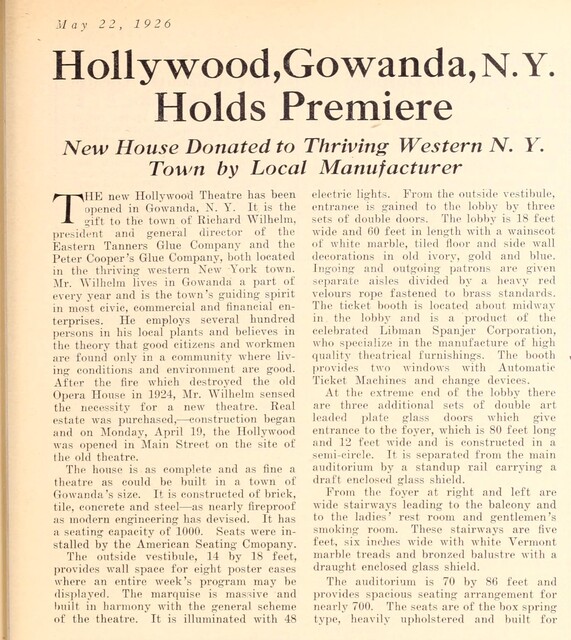 May 22, 1926
Hollywood, Gowanda, N.Y.
Holds Premiere
New House Donated to Thriving Western N. Y.
Town by Local Manufacturer
THE new Hollywood Theatre has been
opened in Gowanda, N. Y. It is the
gift to the town of Richard Wilhelm,
president and general director of the
Eastern Tanners Glue Company and the
Peter Cooper's Glue Company, both located
in the thriving western New York town.
Mr. Wilhelm lives in Gowanda a part of
every year and is the town's guiding spirit
in most civic, commercial and financial en-
terprises. He employs several hundred
persons in his local plants and believes in
the theory that good citizens and workmen
are found only in a community where liv-
ing conditions and environment are good.
After the fire which destroyed the old
Opera House in 1924, Mr. Wilhelm sensed
the necessity for a new theatre. Real
estate was purchased,—construction began
and on Monday, April 19, the Hollywood
was opened in Main Street on the site of
the old theatre.
The house is as complete and as fine a
theatre as could be built in a town of
Gowanda's size. It is constructed of brick,
tile, concrete and steel—as nearly fireproof
as modern engineering has devised. It has
a seating capacity of 1000. Seats were in-
stalled by the American Seating Cmopany.
The outside vestibule, 14 by 18 feet,
provides wall space for eight poster cases
where an entire week's program may be
displayed. The marquise is massive and
built in harmony with the general scheme
of the theatre. It is illuminated with 48
electric lights. From the outside vestibule,
entrance is gained to the lobby by three
sets of double doors. The lobby is 18 feet
wide and 60 feet in length with a wainscot
of white marble, tiled floor and side wall
decorations in old ivory, gold and blue.
Ingoing and outgoing patrons are given
separate aisles divided by a heavy red
velours rope fastened to brass standards.
The ticket booth is located about midway
in the lobby and is a product of the
celebrated Libman Spanjer Corporation,
who specialize in the manufacture of high
quality theatrical furnishings. The booth
provides two windows with Automatic
Ticket Machines and change devices.
At the extreme end of the lobby there
are three additional sets of double art
leaded plate glass doors which give
entrance to the foyer, which is 80 feet long
and 12 feet wide and is constructed in a
semi-circle. It is separated from the main
auditorium by a standup rail carrying a
draft enclosed glass shield.
From the foyer at right and left are
wide stairways leading to the balcony and
to the ladies' rest room and gentlemen's
smoking room. These stairways are five
feet, six inches wide with white Vermont
marble treads and bronzed balustre with a
draught enclosed glass shield.
The auditorium is 70 by 86 feet and
provides spacious seating arrangement for
nearly 700. The seats are of the box spring
type, heavily upholstered and built for